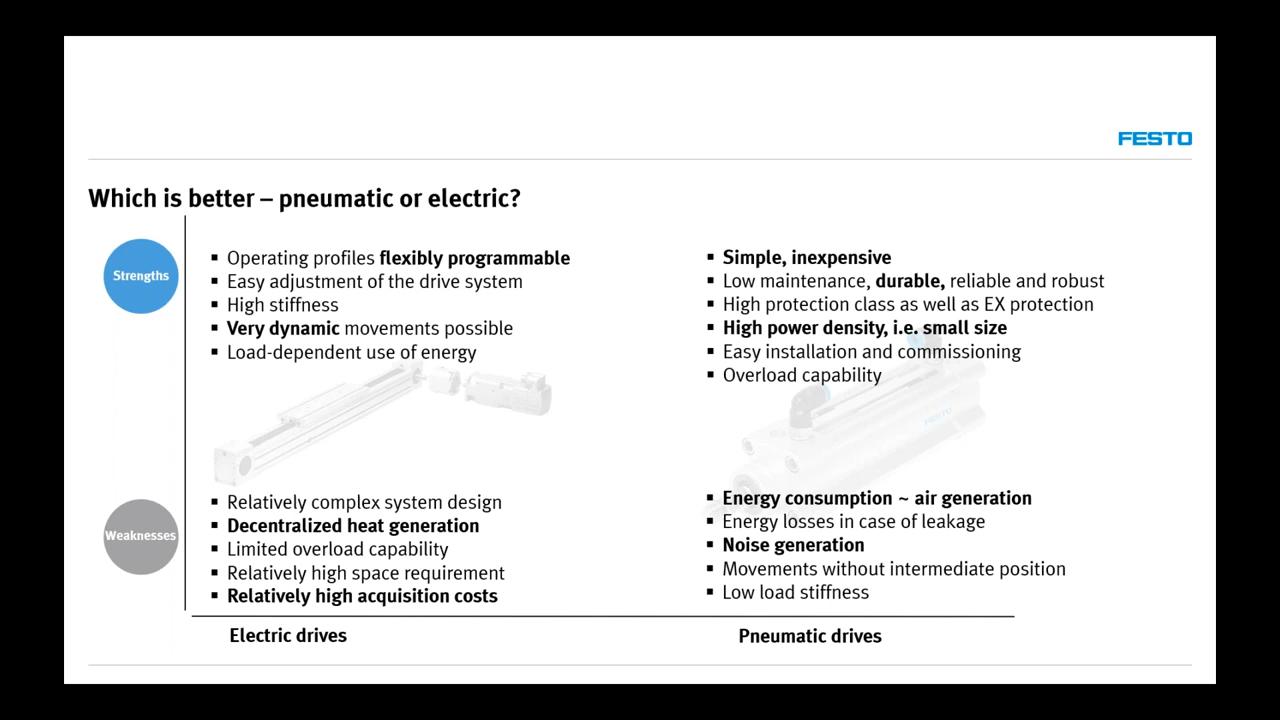 FESTO
Which is better – pneumatic or electric?
Strengths
▪ Operating profiles flexibly programmable
▪ Easy adjustment of the drive system
▪ High stiffness
▪ Very dynamic movements possible
▪ Load-dependent use of energy
▪ Simple, inexpensive
▪ Low maintenance, durable, reliable and robust
▪ High protection class as well as EX protection
▪ High power density, i.e. small size
▪ Easy installation and commissioning
▪ Overload capability
FESTO
Weaknesses
▪ Relatively complex system design
▪ Decentralized heat generation
▪ Limited overload capability
▪ Relatively high space requirement
▪ Relatively high acquisition costs
▪ Energy consumption ~ air generation
▪ Energy losses in case of leakage
▪ Noise generation
▪ Movements without intermediate position
▪ Low load stiffness
Electric drives
Pneumatic drives